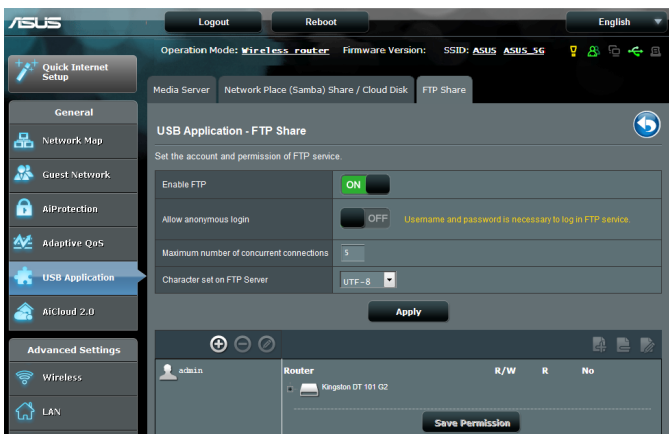 ASUS
Logout Reboot English
Operation Mode: Wireless router Firmware Version: SSID: ASUS ASUS_5G
Quick Internet
Setup
Media Server Network Place (Samba) Share / Cloud Disk FTP Share
General
USB Application - FTP Share
Network Map
Set the account and permission of FTP service.
Guest Network
Enable FTP ON
AiProtection
Allow anonymous login OFF Username and password is necessary to log in FTP service.
Adaptive QoS
Maximum number of concurrent connections 5
USB Application
Character set on FTP Server UTF-8
AiCloud 2.0
Apply
Advanced Settings
admin Router R/W R No
Wireless
Kingston DT 101 G2
LAN
Save Permission